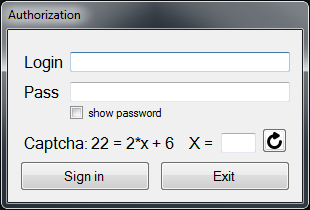 Authorization
Login
Pass
show password
Captcha: 22 = 2*x + 6 X =
Sign in Exit